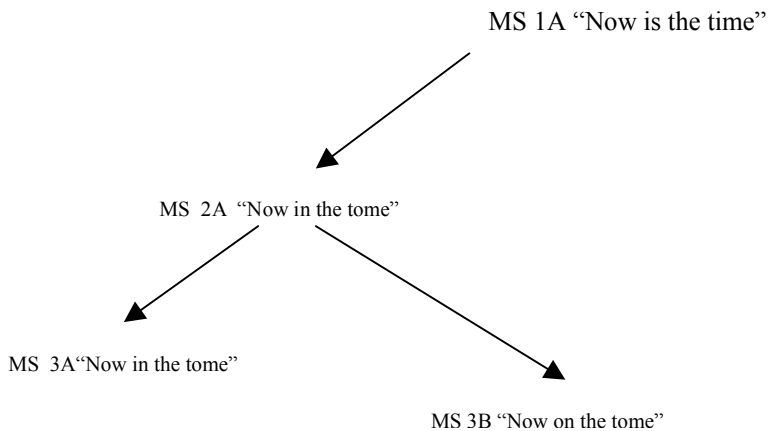 MS 1A “Now is the time”
MS 2A “Now in the tome”
MS 3A“Now in the tome”
MS 3B “Now on the tome”